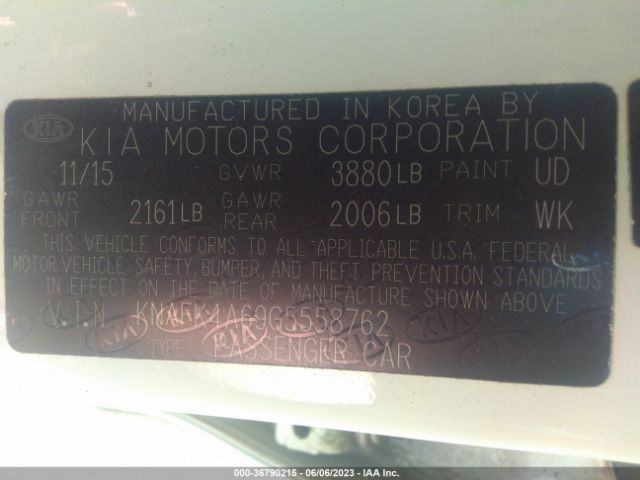 MANUFACTURED IN KOREA BY
KIA KIA MOTORS CORPORATION
11/15 GVWR 3880LB PAINT UD
GAWR FRONT 2161LB GAWR REAR 2006LB TRIM WK
THIS VEHICLE CONFORMS TO ALL APPLICABLE U.S.A. FEDERAL
MOTOR VEHICLE SAFETY, BUMPER, AND THEFT PREVENTION STANDARDS
IN EFFECT ON THE DATE OF MANUFACTURE SHOWN ABOVE
V.I.N
TYPE PASSENGER CAR
000-36790215 - 06/06/2023 - IAA Inc.